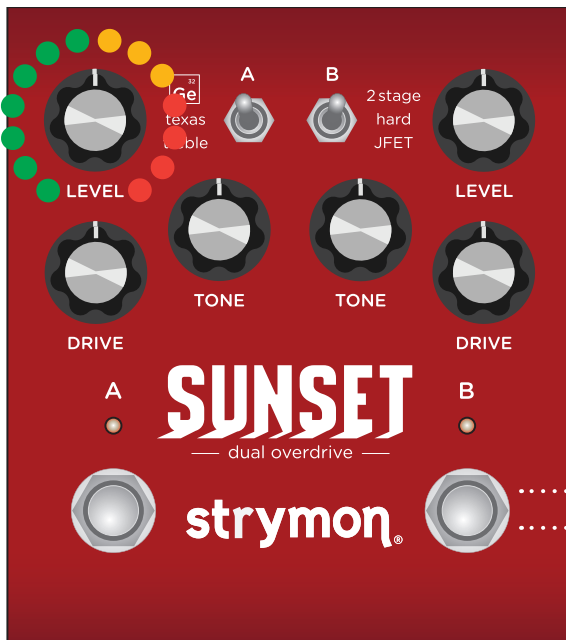 32
Ge
A
B
2 stage
texas
hard
JFET
LEVEL
LEVEL
TONE
TONE
DRIVE
DRIVE
A
SUNSET
B
dual overdrive
strymon®